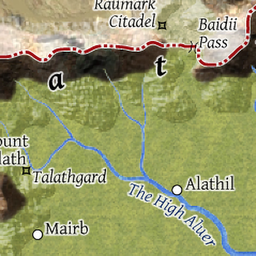 Raumark
Citadel
Baidii
Pass
a t
ount
lath
Talathgard
Alathil
The High Aluer
Mairb